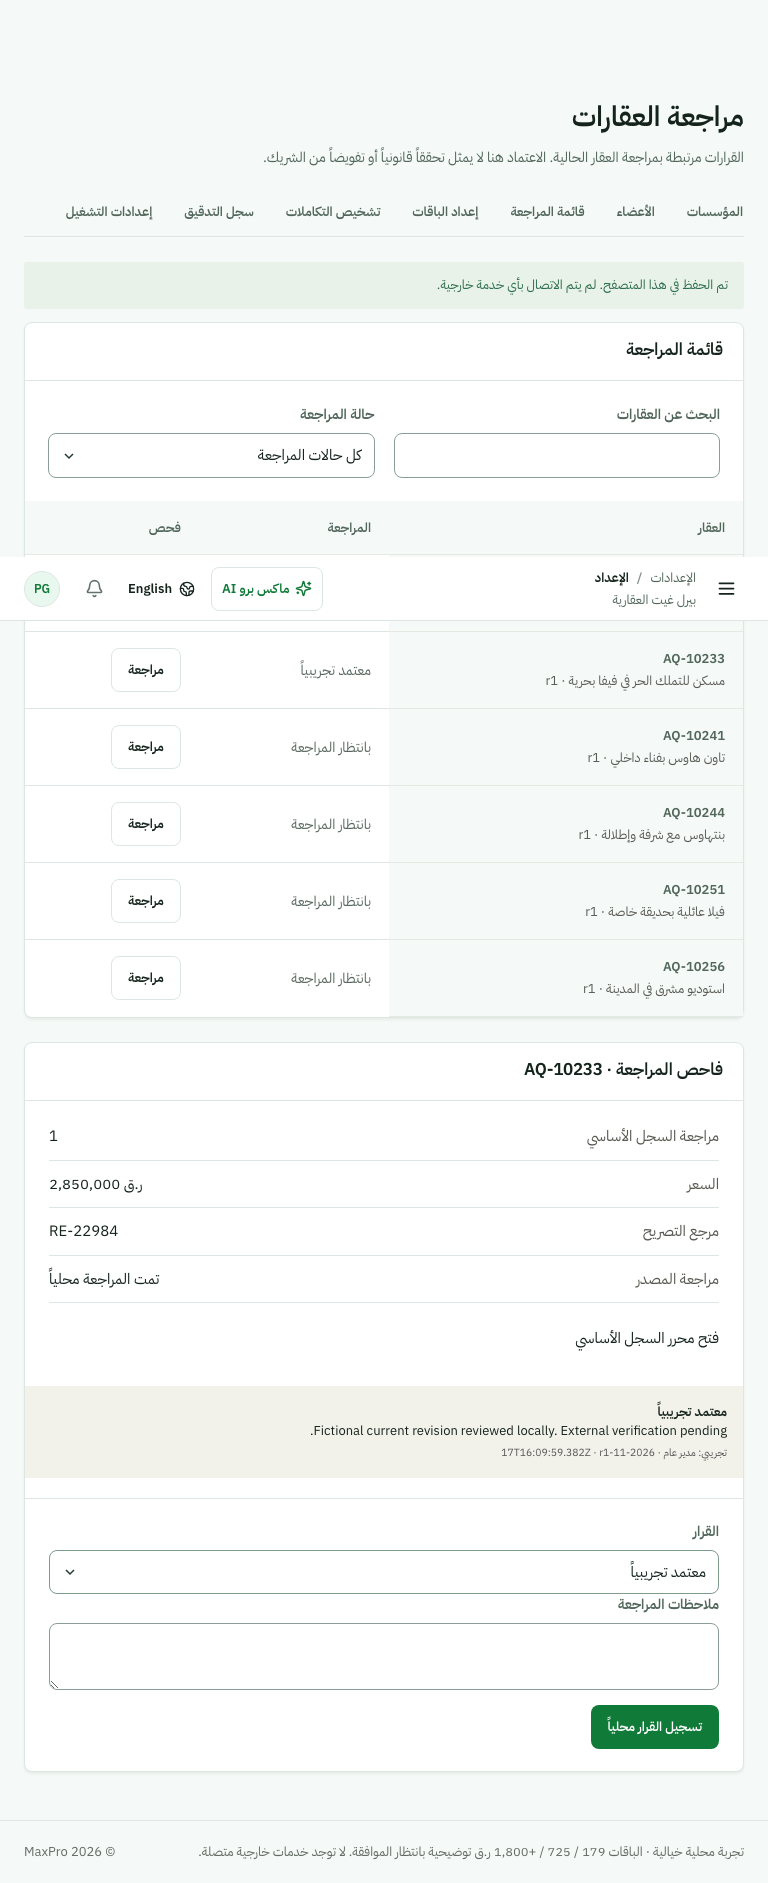 مراجعة العقارات
القرارات مرتبطة بمراجعة العقار الحالية. الاعتماد هنا لا يمثل تحققاً قانونياً أو تفويضاً من الشريك.
المؤسسات الأعضاء قائمة المراجعة إعداد الباقات تشخيص التكاملات سجل التدقيق إعدادات التشغيل
تم الحفظ في هذا المتصفح. لم يتم الاتصال بأي خدمة خارجية.
قائمة المراجعة
البحث عن العقارات حالة المراجعة
كل حالات المراجعة
العقار المراجعة فحص
الإعدادات / الإعداد ماكس برو AI English PG
بيرل غيت العقارية
AQ-10233
مسكن للتملك الحر في فيفا بحرية · r1 معتمد تجريبياً مراجعة
AQ-10241
تاون هاوس بفناء داخلي · r1 بانتظار المراجعة مراجعة
AQ-10244
بنتهاوس مع شرفة وإطلالة · r1 بانتظار المراجعة مراجعة
AQ-10251
فيلا عائلية بحديقة خاصة · r1 بانتظار المراجعة مراجعة
AQ-10256
استوديو مشرق في المدينة · r1 بانتظار المراجعة مراجعة
فاحص المراجعة · AQ-10233
مراجعة السجل الأساسي 1
السعر 2,850,000 ر.ق
مرجع التصريح RE-22984
مراجعة المصدر تمت المراجعة محلياً
فتح محرر السجل الأساسي
معتمد تجريبياً
Fictional current revision reviewed locally. External verification pending.
تجريبي: مدير عام · 2026-11-17T16:09:59.382Z · r1
القرار
معتمد تجريبياً
ملاحظات المراجعة
تسجيل القرار محلياً
تجربة محلية خيالية · الباقات 179 / 725 / +1,800 ر.ق توضيحية بانتظار الموافقة. لا توجد خدمات خارجية متصلة. © 2026 MaxPro